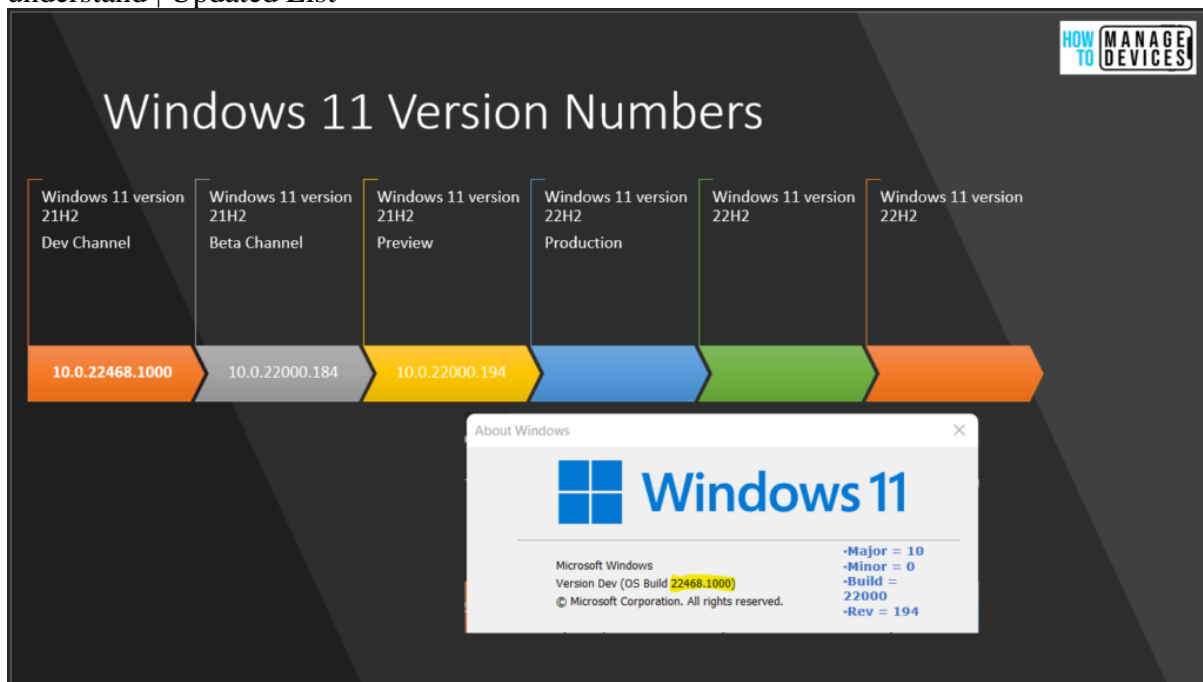 understand | Updated List
HOW TO MANAGE DEVICES
Windows 11 Version Numbers
Windows 11 version
21H2
Dev Channel
Windows 11 version
21H2
Beta Channel
Windows 11 version
21H2
Preview
Windows 11 version
22H2
Production
Windows 11 version
22H2
Windows 11 version
22H2
10.0.22468.1000
10.0.22000.184
10.0.22000.194
About Windows
Windows 11
Microsoft Windows
Version Dev (OS Build 22468.1000)
© Microsoft Corporation. All rights reserved.
•Major = 10
•Minor = 0
•Build =
22000
•Rev = 194